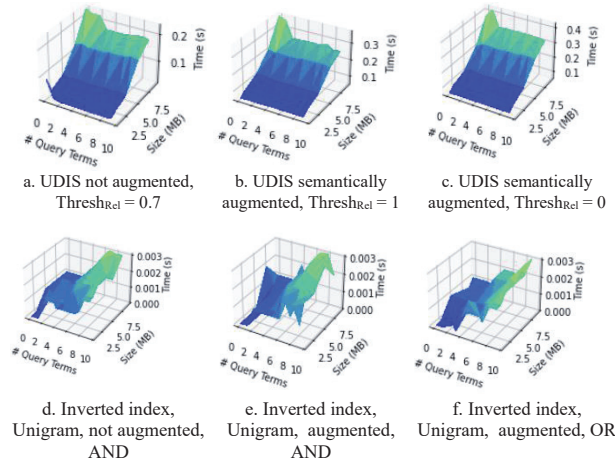 0.2
0.1
Time (s)
0 2 4 6 8 10
# Query Terms
2.5 5.0 7.5
Size (MB)
0.3
0.2
0.1
Time (s)
0 2 4 6 8 10
# Query Terms
2.5 5.0 7.5
Size (MB)
0.4
0.3
0.2
0.1
Time (s)
0 2 4 6 8 10
# Query Terms
2.5 5.0 7.5
Size (MB)
a. UDIS not augmented,
ThreshRel = 0.7
b. UDIS semantically
augmented, ThreshRel = 1
c. UDIS semantically
augmented, ThreshRel = 0
0.003
0.002
0.001
0.000
Time (s)
0 2 4 6 8 10
# Query Terms
2.5 5.0 7.5
Size (MB)
0.003
0.002
0.001
0.000
Time (s)
0 2 4 6 8 10
# Query Terms
2.5 5.0 7.5
Size (MB)
0.003
0.002
0.001
0.000
Time (s)
0 2 4 6 8 10
# Query Terms
2.5 5.0 7.5
Size (MB)
d. Inverted index,
Unigram, not augmented,
AND
e. Inverted index,
Unigram, augmented,
AND
f. Inverted index,
Unigram, augmented, OR